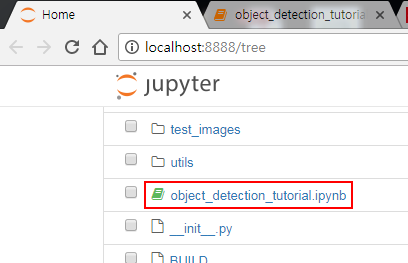 Home
object_detection_tutoria
localhost:8888/tree
jupyter
test_images
utils
object_detection_tutorial.ipynb
__init__.py
BUILD